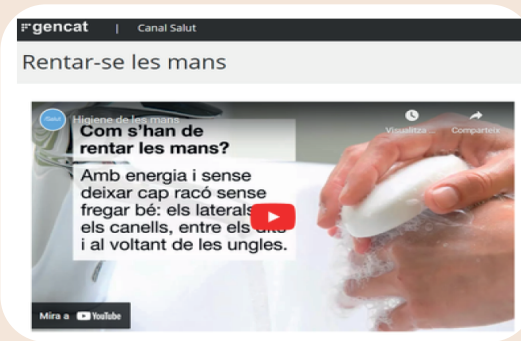 gencat | Canal Salut
Rentar-se les mans
Higiene de les mans
Visualitza ... Comparteix
Com s'han de
rentar les mans?
Amb energia i sense
deixar cap racó sense
fregar bé: els laterals
els canells, entre els
i al voltant de les ungles.
Mira a YouTube